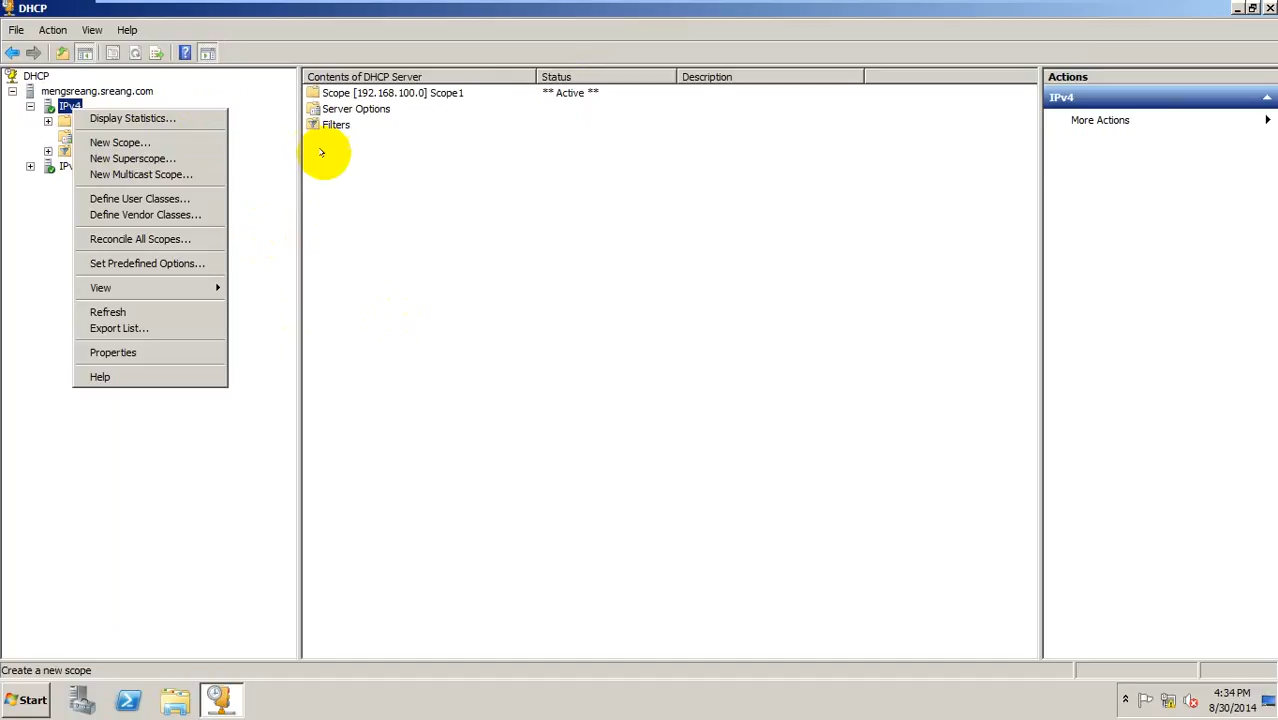 DHCP
File Action View Help
DHCP
mengsreang.sreang.com
IPv4
Display Statistics...
New Scope...
New Superscope...
New Multicast Scope...
Define User Classes...
Define Vendor Classes...
Reconcile All Scopes...
Set Predefined Options...
View
Refresh
Export List...
Properties
Help
Contents of DHCP Server Status Description
Scope [192.168.100.0] Scope1 ** Active **
Server Options
Filters
Actions
IPv4
More Actions
Create a new scope
Start
4:34 PM
8/30/2014